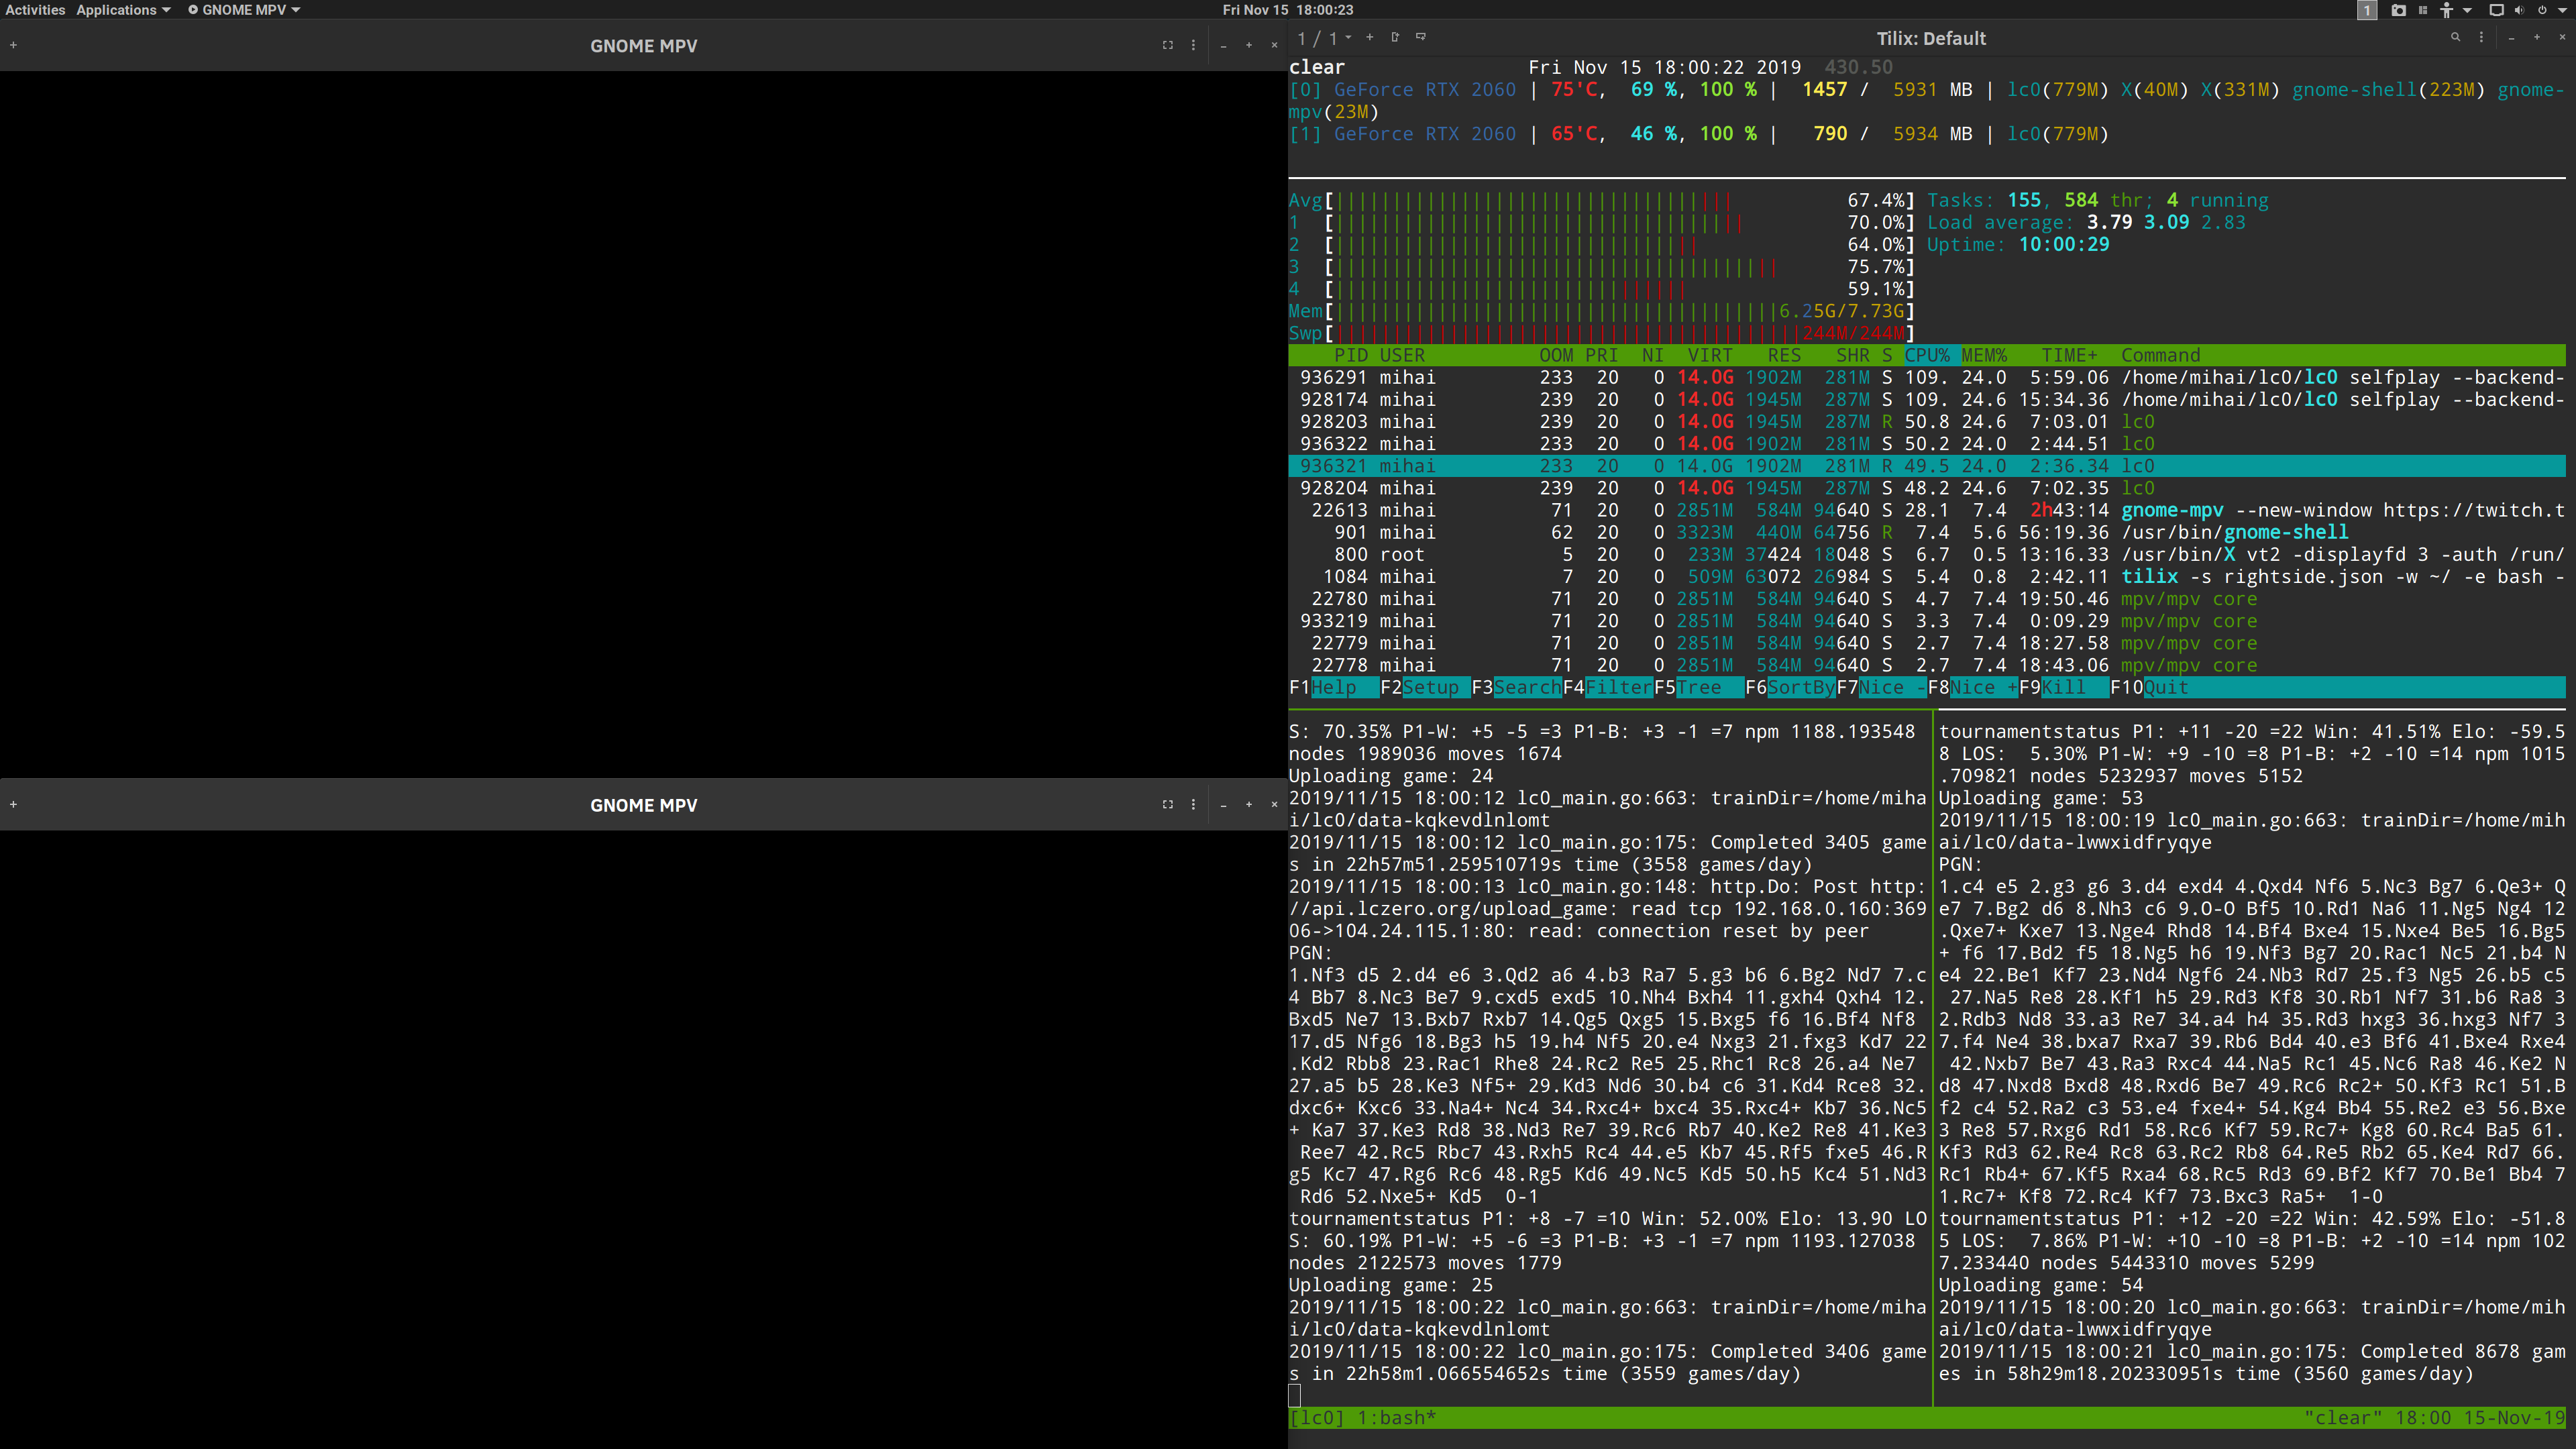 Activities Applications GNOME MPV Fri Nov 15 18:00:23 1
GNOME MPV
GNOME MPV
1 / 1 Tilix: Default
clear Fri Nov 15 18:00:22 2019 430.50
[0] GeForce RTX 2060 | 75'C, 69 %, 100 % | 1457 / 5931 MB | lc0(779M) X(40M) X(331M) gnome-shell(223M) gnome-
mpv(23M)
[1] GeForce RTX 2060 | 65'C, 46 %, 100 % | 790 / 5934 MB | lc0(779M)
Avg[ 67.4%] Tasks: 155, 584 thr; 4 running
1 [ 70.0%] Load average: 3.79 3.09 2.83
2 [ 64.0%] Uptime: 10:00:29
3 [ 75.7%]
4 [ 59.1%]
Mem[ 6.25G/7.73G]
Swp[ 244M/244M]
PID USER OOM PRI NI VIRT RES SHR S CPU% MEM% TIME+ Command
936291 mihai 233 20 0 14.0G 1902M 281M S 109. 24.0 5:59.06 /home/mihai/lc0/lc0 selfplay --backend-
928174 mihai 239 20 0 14.0G 1945M 287M S 109. 24.6 15:34.36 /home/mihai/lc0/lc0 selfplay --backend-
928203 mihai 239 20 0 14.0G 1945M 287M R 50.8 24.6 7:03.01 lc0
936322 mihai 233 20 0 14.0G 1902M 281M S 50.2 24.0 2:44.51 lc0
936321 mihai 233 20 0 14.0G 1902M 281M R 49.5 24.0 2:36.34 lc0
928204 mihai 239 20 0 14.0G 1945M 287M S 48.2 24.6 7:02.35 lc0
22613 mihai 71 20 0 2851M 584M 94640 S 28.1 7.4 2h43:14 gnome-mpv --new-window https://twitch.t
901 mihai 62 20 0 3323M 440M 64756 R 7.4 5.6 56:19.36 /usr/bin/gnome-shell
800 root 5 20 0 233M 37424 18048 S 6.7 0.5 13:16.33 /usr/bin/X vt2 -displayfd 3 -auth /run/
1084 mihai 7 20 0 509M 63072 26984 S 5.4 0.8 2:42.11 tilix -s rightside.json -w ~/ -e bash -
22780 mihai 71 20 0 2851M 584M 94640 S 4.7 7.4 19:50.46 mpv/mpv core
933219 mihai 71 20 0 2851M 584M 94640 S 3.3 7.4 0:09.29 mpv/mpv core
22779 mihai 71 20 0 2851M 584M 94640 S 2.7 7.4 18:27.58 mpv/mpv core
22778 mihai 71 20 0 2851M 584M 94640 S 2.7 7.4 18:43.06 mpv/mpv core
F1Help F2Setup F3SearchF4FilterF5Tree F6SortByF7Nice -F8Nice +F9Kill F10Quit
S: 70.35% P1-W: +5 -5 =3 P1-B: +3 -1 =7 npm 1188.193548
nodes 1989036 moves 1674
Uploading game: 24
2019/11/15 18:00:12 lc0_main.go:663: trainDir=/home/miha
i/lc0/data-kqkevdlnlomt
2019/11/15 18:00:12 lc0_main.go:175: Completed 3405 game
s in 22h57m51.259510719s time (3558 games/day)
2019/11/15 18:00:13 lc0_main.go:148: http.Do: Post http:
//api.lczero.org/upload_game: read tcp 192.168.0.160:369
06->104.24.115.1:80: read: connection reset by peer
PGN:
1.Nf3 d5 2.d4 e6 3.Qd2 a6 4.b3 Ra7 5.g3 b6 6.Bg2 Nd7 7.c
4 Bb7 8.Nc3 Be7 9.cxd5 exd5 10.Nh4 Bxh4 11.gxh4 Qxh4 12.
Bxd5 Ne7 13.Bxb7 Rxb7 14.Qg5 Qxg5 15.Bxg5 f6 16.Bf4 Nf8
17.d5 Nfg6 18.Bg3 h5 19.h4 Nf5 20.e4 Nxg3 21.fxg3 Kd7 22
.Kd2 Rbb8 23.Rac1 Rhe8 24.Rc2 Re5 25.Rhc1 Rc8 26.a4 Ne7
27.a5 b5 28.Ke3 Nf5+ 29.Kd3 Nd6 30.b4 c6 31.Kd4 Rce8 32.
dxc6+ Kxc6 33.Na4+ Nc4 34.Rxc4+ bxc4 35.Rxc4+ Kb7 36.Nc5
+ Ka7 37.Ke3 Rd8 38.Nd3 Re7 39.Rc6 Rb7 40.Ke2 Re8 41.Ke3
Ree7 42.Rc5 Rbc7 43.Rxh5 Rc4 44.e5 Kb7 45.Rf5 fxe5 46.R
g5 Kc7 47.Rg6 Rc6 48.Rg5 Kd6 49.Nc5 Kd5 50.h5 Kc4 51.Nd3
Rd6 52.Nxe5+ Kd5 0-1
tournamentstatus P1: +8 -7 =10 Win: 52.00% Elo: 13.90 LO
S: 60.19% P1-W: +5 -6 =3 P1-B: +3 -1 =7 npm 1193.127038
nodes 2122573 moves 1779
Uploading game: 25
2019/11/15 18:00:22 lc0_main.go:663: trainDir=/home/miha
i/lc0/data-kqkevdlnlomt
2019/11/15 18:00:22 lc0_main.go:175: Completed 3406 game
s in 22h58m1.066554652s time (3559 games/day)
tournamentstatus P1: +11 -20 =22 Win: 41.51% Elo: -59.5
8 LOS: 5.30% P1-W: +9 -10 =8 P1-B: +2 -10 =14 npm 1015
.709821 nodes 5232937 moves 5152
Uploading game: 53
2019/11/15 18:00:19 lc0_main.go:663: trainDir=/home/mih
ai/lc0/data-lwwxidfryqye
PGN:
1.c4 e5 2.g3 g6 3.d4 exd4 4.Qxd4 Nf6 5.Nc3 Bg7 6.Qe3+ Q
e7 7.Bg2 d6 8.Nh3 c6 9.O-O Bf5 10.Rd1 Na6 11.Ng5 Ng4 12
.Qxe7+ Kxe7 13.Nge4 Rhd8 14.Bf4 Bxe4 15.Nxe4 Be5 16.Bg5
+ f6 17.Bd2 f5 18.Ng5 h6 19.Nf3 Bg7 20.Rac1 Nc5 21.b4 N
e4 22.Be1 Kf7 23.Nd4 Ngf6 24.Nb3 Rd7 25.f3 Ng5 26.b5 c5
27.Na5 Re8 28.Kf1 h5 29.Rd3 Kf8 30.Rb1 Nf7 31.b6 Ra8 3
2.Rdb3 Nd8 33.a3 Re7 34.a4 h4 35.Rd3 hxg3 36.hxg3 Nf7 3
7.f4 Ne4 38.bxa7 Rxa7 39.Rb6 Bd4 40.e3 Bf6 41.Bxe4 Rxe4
42.Nxb7 Be7 43.Ra3 Rxc4 44.Na5 Rc1 45.Nc6 Ra8 46.Ke2 N
d8 47.Nxd8 Bxd8 48.Rxd6 Be7 49.Rc6 Rc2+ 50.Kf3 Rc1 51.B
f2 c4 52.Ra2 c3 53.e4 fxe4+ 54.Kg4 Bb4 55.Re2 e3 56.Bxe
3 Re8 57.Rxg6 Rd1 58.Rc6 Kf7 59.Rc7+ Kg8 60.Rc4 Ba5 61.
Kf3 Rd3 62.Re4 Rc8 63.Rc2 Rb8 64.Re5 Rb2 65.Ke4 Rd7 66.
Rc1 Rb4+ 67.Kf5 Rxa4 68.Rc5 Rd3 69.Bf2 Kf7 70.Be1 Bb4 7
1.Rc7+ Kf8 72.Rc4 Kf7 73.Bxc3 Ra5+ 1-0
tournamentstatus P1: +12 -20 =22 Win: 42.59% Elo: -51.8
5 LOS: 7.86% P1-W: +10 -10 =8 P1-B: +2 -10 =14 npm 102
7.233440 nodes 5443310 moves 5299
Uploading game: 54
2019/11/15 18:00:20 lc0_main.go:663: trainDir=/home/mih
ai/lc0/data-lwwxidfryqye
2019/11/15 18:00:21 lc0_main.go:175: Completed 8678 gam
es in 58h29m18.202330951s time (3560 games/day)
[lc0] 1:bash* "clear" 18:00 15-Nov-19